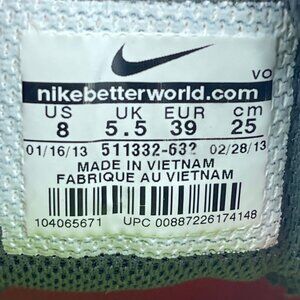 VO
nikebetterworld.com
US UK EUR cm
8 5.5 39 25
01/16/13 511332-632 02/28/13
MADE IN VIETNAM
FABRIQUE AU VIETNAM
104065671 UPC 00887226174148